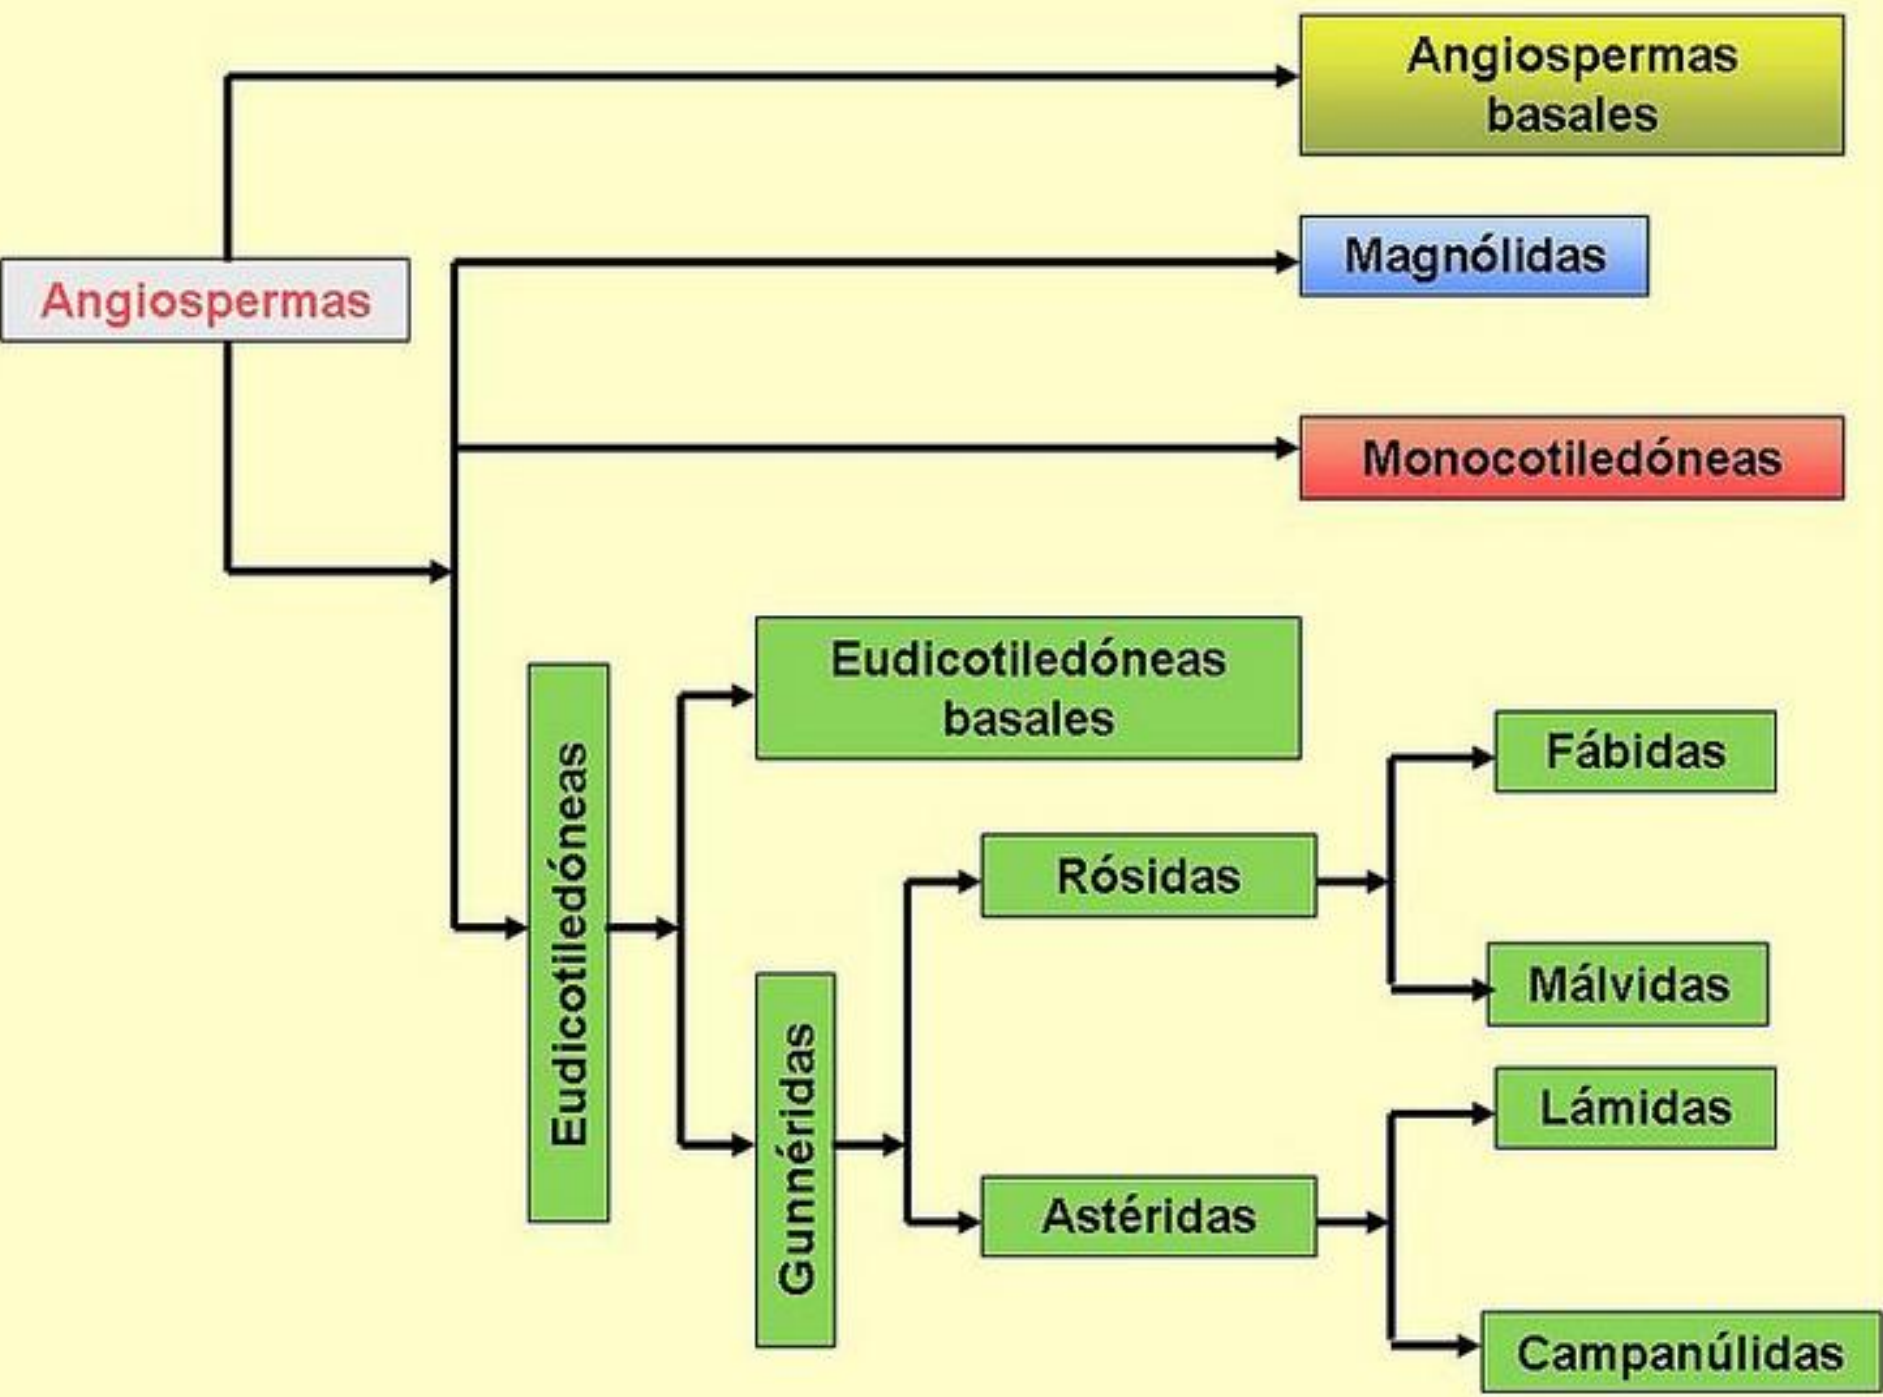 Angiospermas
basales
Magnólidas
Angiospermas
Monocotiledóneas
Eudicotiledóneas
basales
Fábidas
Eudicotiledóneas
Rósidas
Málvidas
Gunnéridas
Lámidas
Astéridas
Campanúlidas